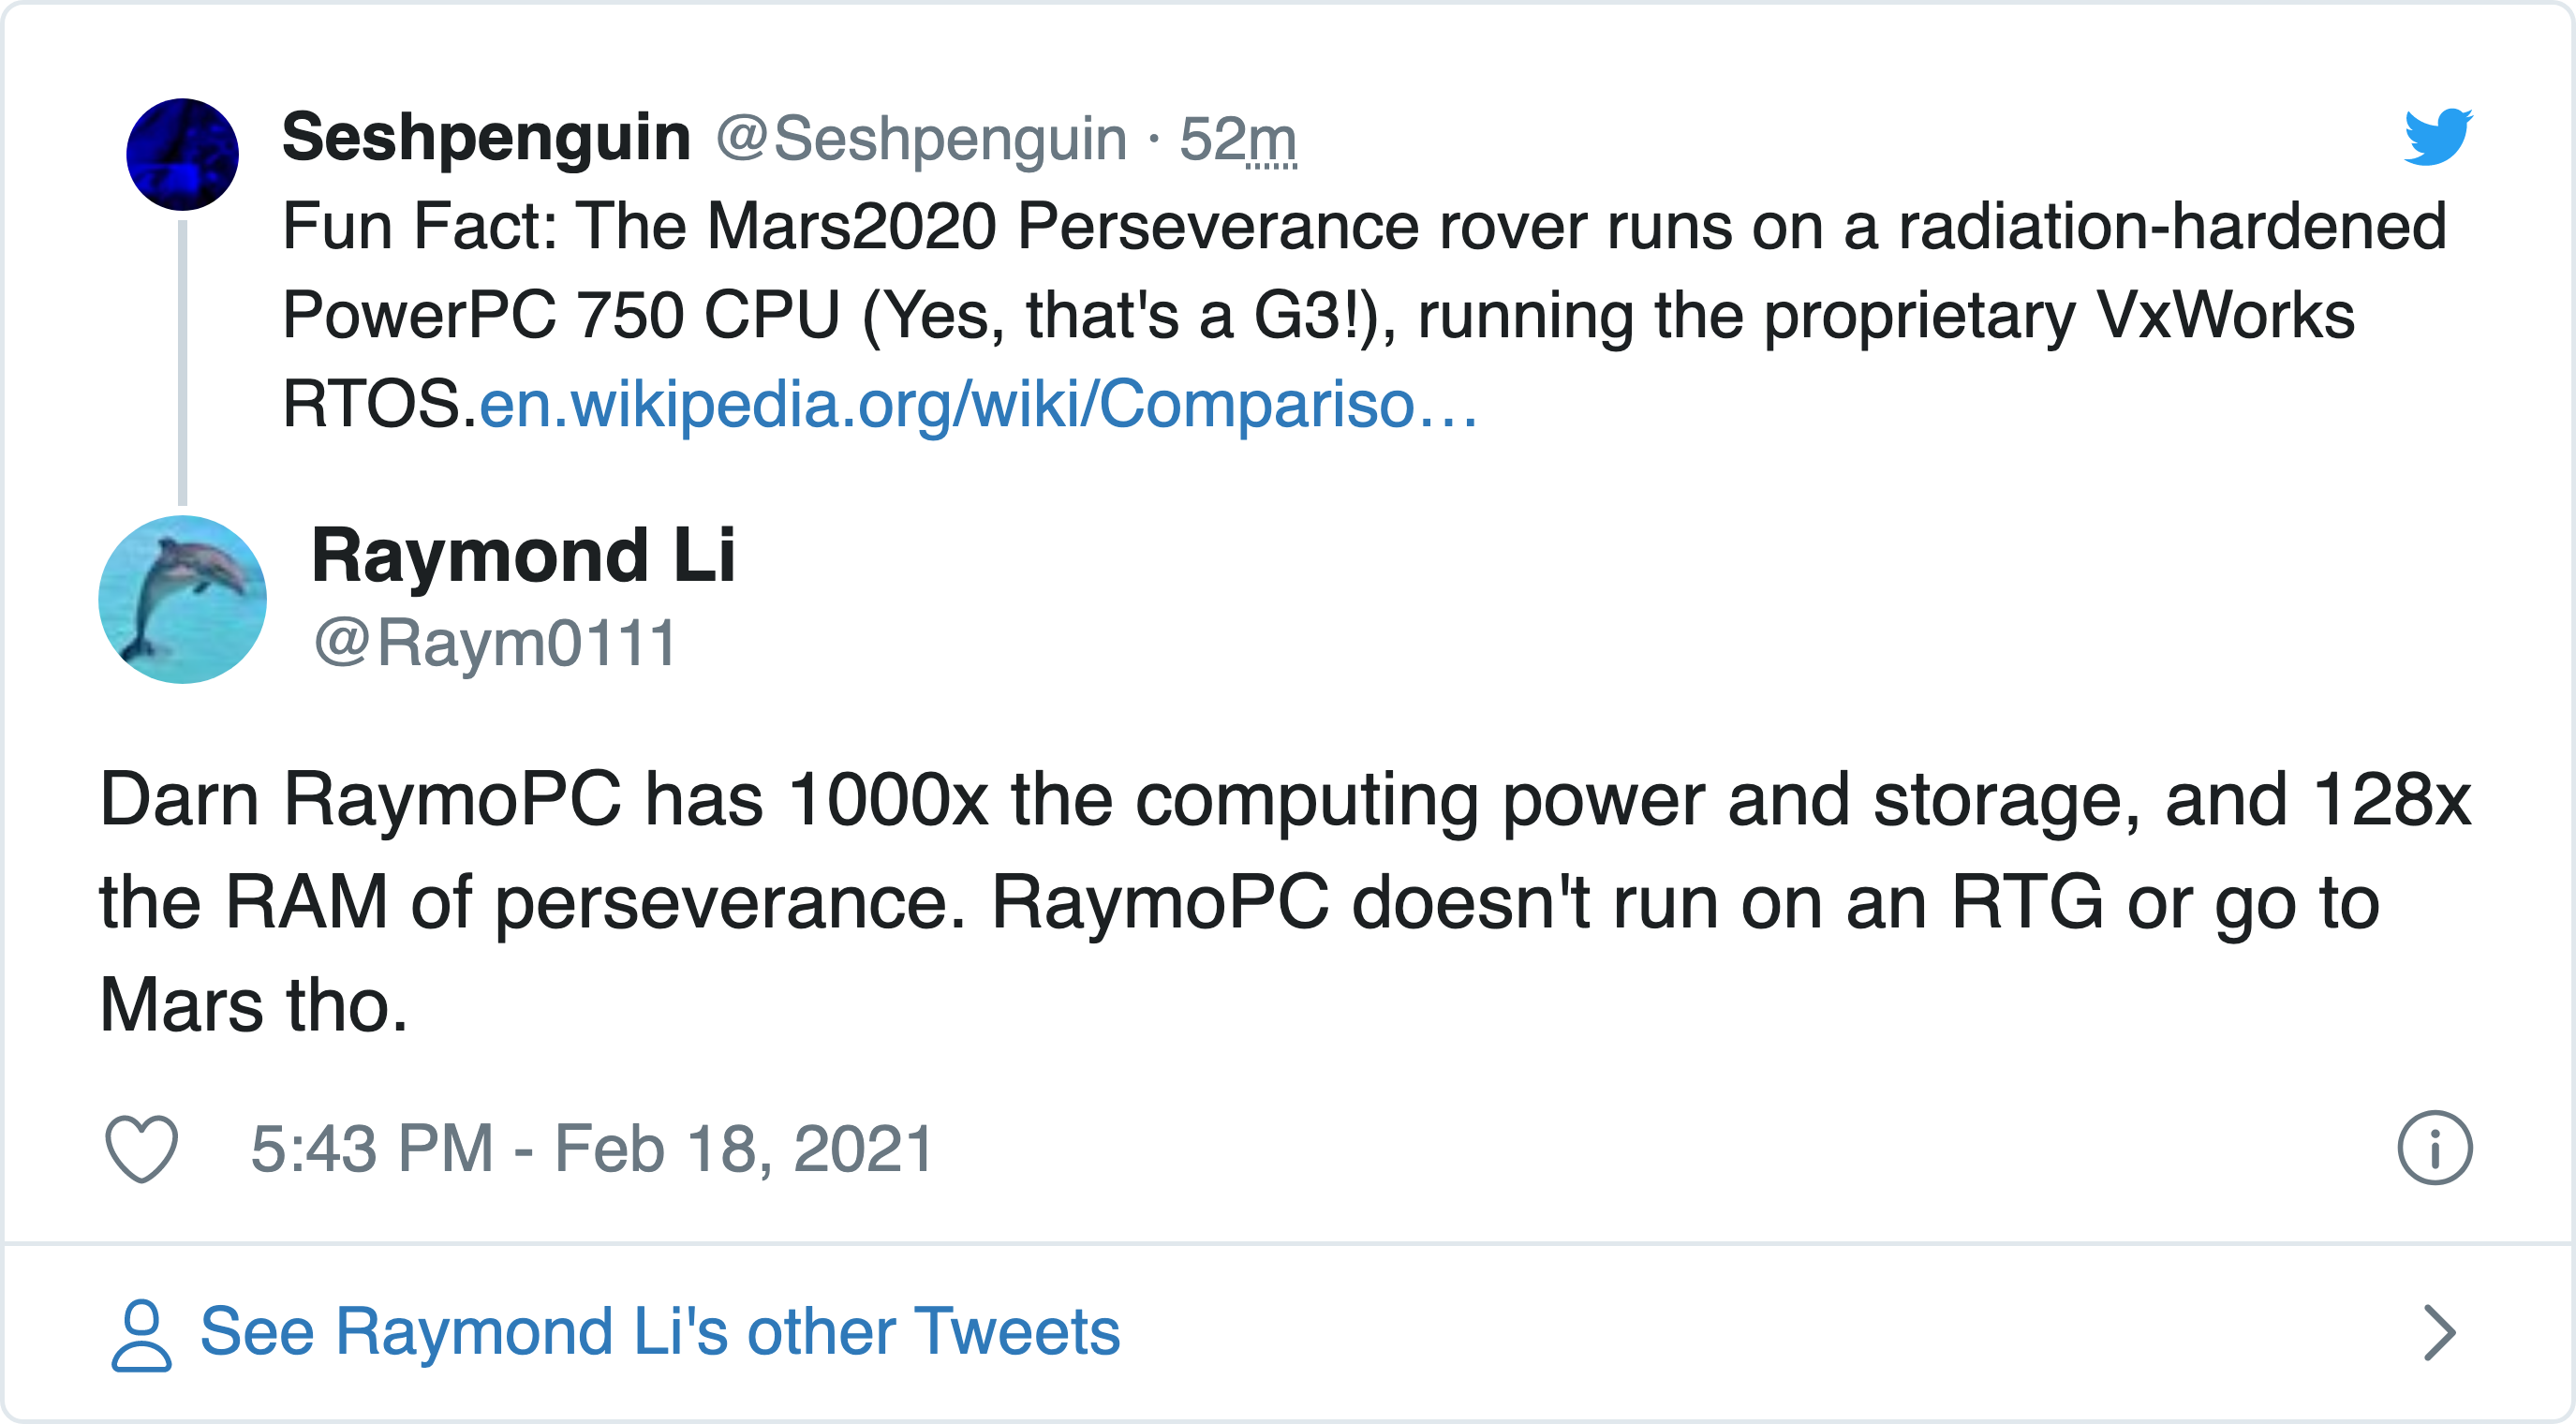 Seshpenguin @Seshpenguin · 52m
Fun Fact: The Mars2020 Perseverance rover runs on a radiation-hardened
PowerPC 750 CPU (Yes, that's a G3!), running the proprietary VxWorks
RTOS.en.wikipedia.org/wiki/Compariso…
Raymond Li
@Raym0111
Darn RaymoPC has 1000x the computing power and storage, and 128x
the RAM of perseverance. RaymoPC doesn't run on an RTG or go to
Mars tho.
5:43 PM - Feb 18, 2021
See Raymond Li's other Tweets